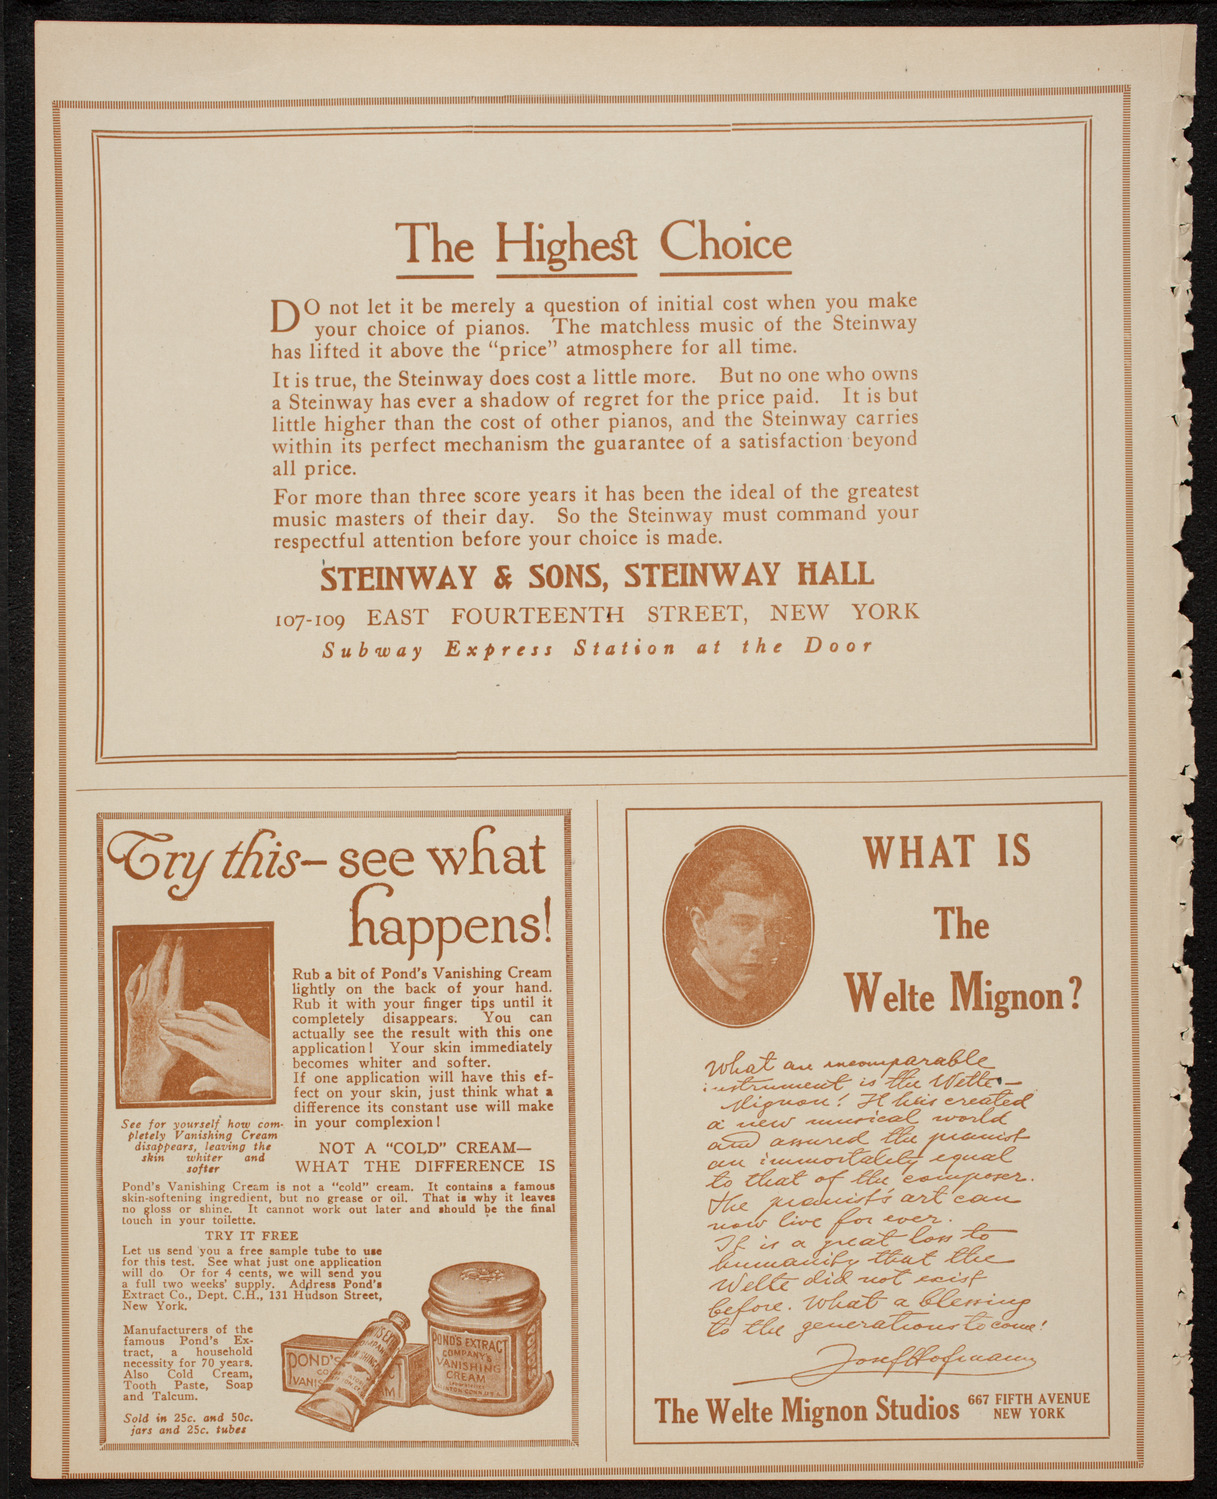 The Highest Choice
DO not let it be merely a question of initial cost when you make
your choice of pianos. The matchless music of the Steinway
has lifted it above the "price" atmosphere for all time.
It is true, the Steinway does cost a little more. But no one who owns
a Steinway has ever a shadow of regret for the price paid. It is but
little higher than the cost of other pianos, and the Steinway carries
within its perfect mechanism the guarantee of a satisfaction beyond
all price.
For more than three score years it has been the ideal of the greatest
music masters of their day. So the Steinway must command your
respectful attention before your choice is made.
STEINWAY & SONS, STEINWAY HALL
107-109 EAST FOURTEENTH STREET, NEW YORK
Subway Express Station at the Door
Try this—see what
happens!
Rub a bit of Pond's Vanishing Cream
lightly on the back of your hand.
Rub it with your finger tips until it
completely disappears. You can
actually see the result with this one
application! Your skin immediately
becomes whiter and softer.
If one application will have this ef-
fect on your skin, just think what a
difference its constant use will make
in your complexion!
See for yourself how com-
pletely Vanishing Cream
disappears, leaving the
skin whiter and
softer
NOT A "COLD" CREAM—
WHAT THE DIFFERENCE IS
Pond's Vanishing Cream is not a "cold" cream. It contains a famous
skin-softening ingredient, but no grease or oil. That is why it leaves
no gloss or shine. It cannot work out later and should be the final
touch in your toilette.
TRY IT FREE
Let us send you a free sample tube to use
for this test. See what just one application
will do. Or for 4 cents, we will send you
a full two weeks' supply. Address Pond's
Extract Co., Dept. C.H., 131 Hudson Street,
New York.
Manufacturers of the
famous Pond's Ex-
tract, a household
necessity for 70 years.
Also Cold Cream,
Tooth Paste, Soap
and Talcum.
Sold in 25c. and 50c.
jars and 25c. tubes
POND'S
VANIS
POND'S EXTRACT
COMPANY'S
VANISHING
CREAM
WHAT IS
The
Welte Mignon?
What an incomparable
instrument is the Welte-
Mignon! It has created
a new musical world
and assured the pianist
an immortality equal
to that of the composer.
The pianist's art can
now live for ever.
It is a great loss to
humanity that the
Welte did not exist
before. What a blessing
to the generations to come!
Josef Hofmann
The Welte Mignon Studios 667 FIFTH AVENUE
NEW YORK